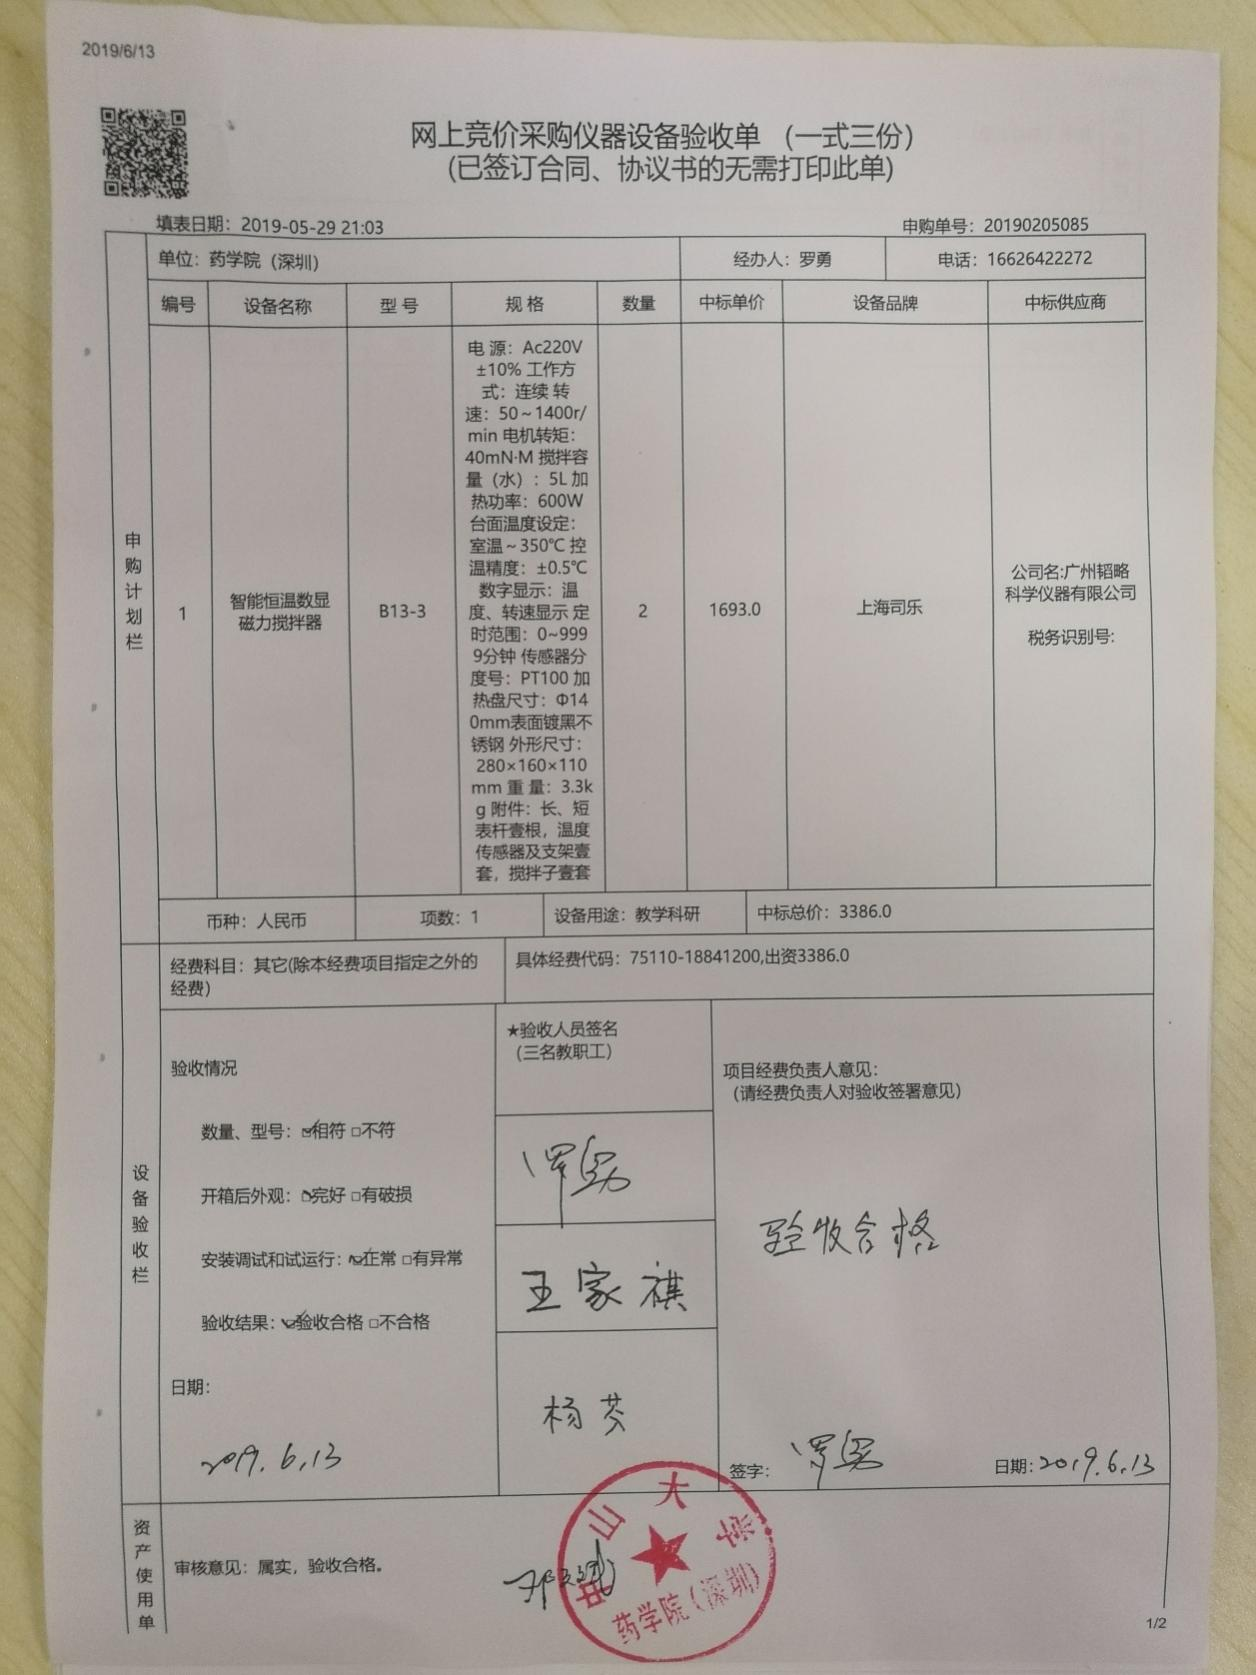 2019/6/13
网上竞价采购仪器设备验收单 （一式三份）
(已签订合同、协议书的无需打印此单)
填表日期：2019-05-29 21:03
申购单号：20190205085
单位：药学院（深圳）
经办人：罗勇
电话：16626422272
编号
设备名称
型 号
规 格
数量
中标单价
设备品牌
中标供应商
申
购
计
划
栏
1
智能恒温数显
磁力搅拌器
B13-3
电 源：Ac220V
±10% 工作方
式：连续 转
速：50～1400r/
min 电机转矩：
40mN·M 搅拌容
量（水）：5L 加
热功率：600W
台面温度设定：
室温～350℃ 控
温精度：±0.5℃
数字显示：温
度、转速显示 定
时范围：0~999
9分钟 传感器分
度号：PT100 加
热盘尺寸：Φ14
0mm表面镀黑不
锈钢 外形尺寸：
280×160×110
mm 重 量：3.3k
g 附件：长、短
表杆壹根，温度
传感器及支架壹
套，搅拌子壹套
2
1693.0
上海司乐
公司名:广州韬略
科学仪器有限公司
税务识别号:
币种：人民币
项数：1
设备用途：教学科研
中标总价：3386.0
设
备
验
收
栏
经费科目：其它(除本经费项目指定之外的
经费)
具体经费代码：75110-18841200,出资3386.0
验收情况
数量、型号：☑相符 □不符
开箱后外观：☑完好 □有破损
安装调试和试运行：☑正常 □有异常
验收结果：☑验收合格 □不合格
日期：
2019.6.13
★验收人员签名
（三名教职工）
罗勇
王家祺
杨芬
项目经费负责人意见：
（请经费负责人对验收签署意见）
验收合格
签字：
罗勇
日期：2019.6.13
资
产
使
用
单
审核意见：属实，验收合格。
中山大学
药学院（深圳）
1/2